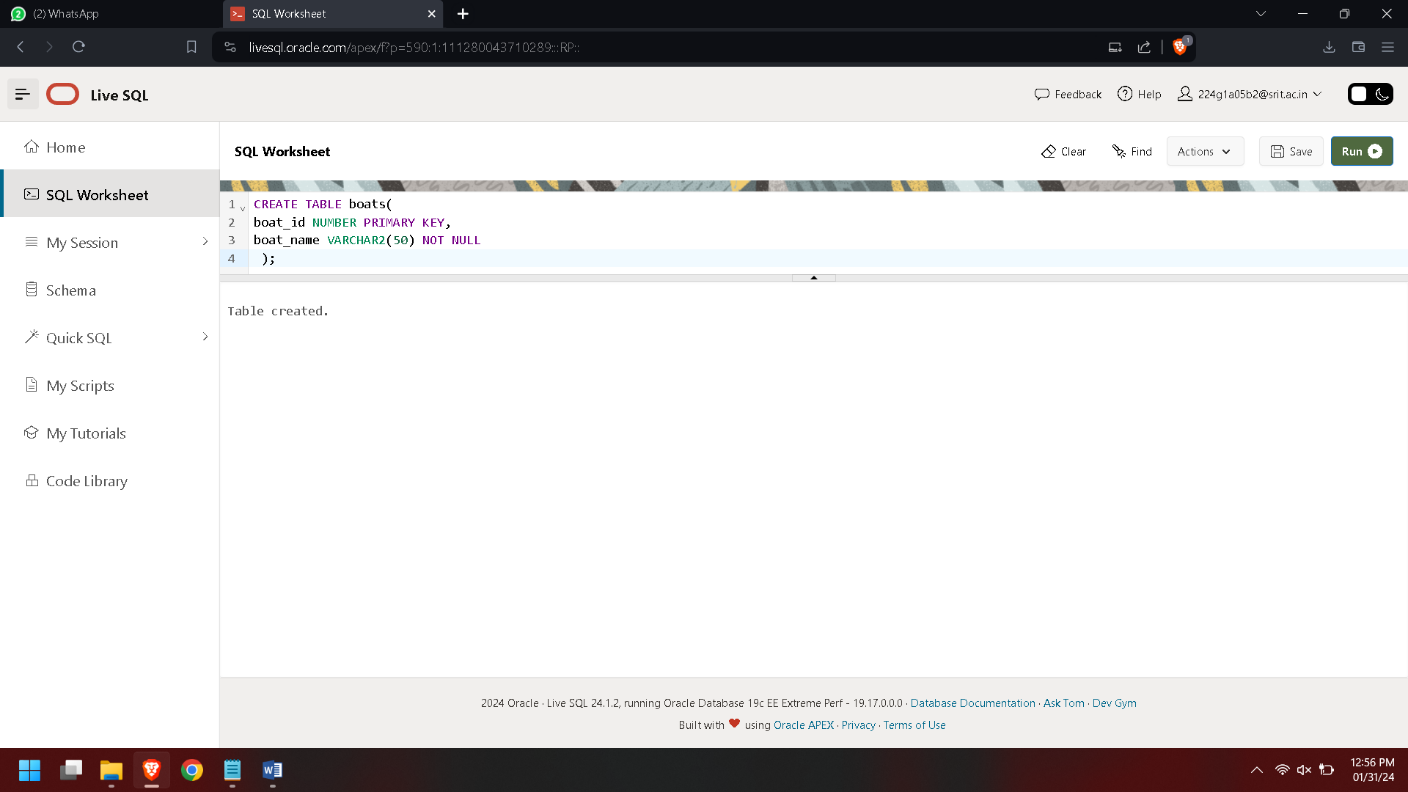 (2) WhatsApp
SQL Worksheet
livesql.oracle.com/apex/f?p=590:1:111280043710289:::RP::
1
Live SQL
Feedback
Help
224g1a05b2@srit.ac.in
Home
SQL Worksheet
My Session
Schema
Quick SQL
My Scripts
My Tutorials
Code Library
SQL Worksheet
Clear
Find
Actions
Save
Run
1 CREATE TABLE boats(
2 boat_id NUMBER PRIMARY KEY,
3 boat_name VARCHAR2(50) NOT NULL
4 );
Table created.
2024 Oracle · Live SQL 24.1.2, running Oracle Database 19c EE Extreme Perf - 19.17.0.0.0 · Database Documentation · Ask Tom · Dev Gym
Built with ❤ using Oracle APEX · Privacy · Terms of Use
12:56 PM
01/31/24